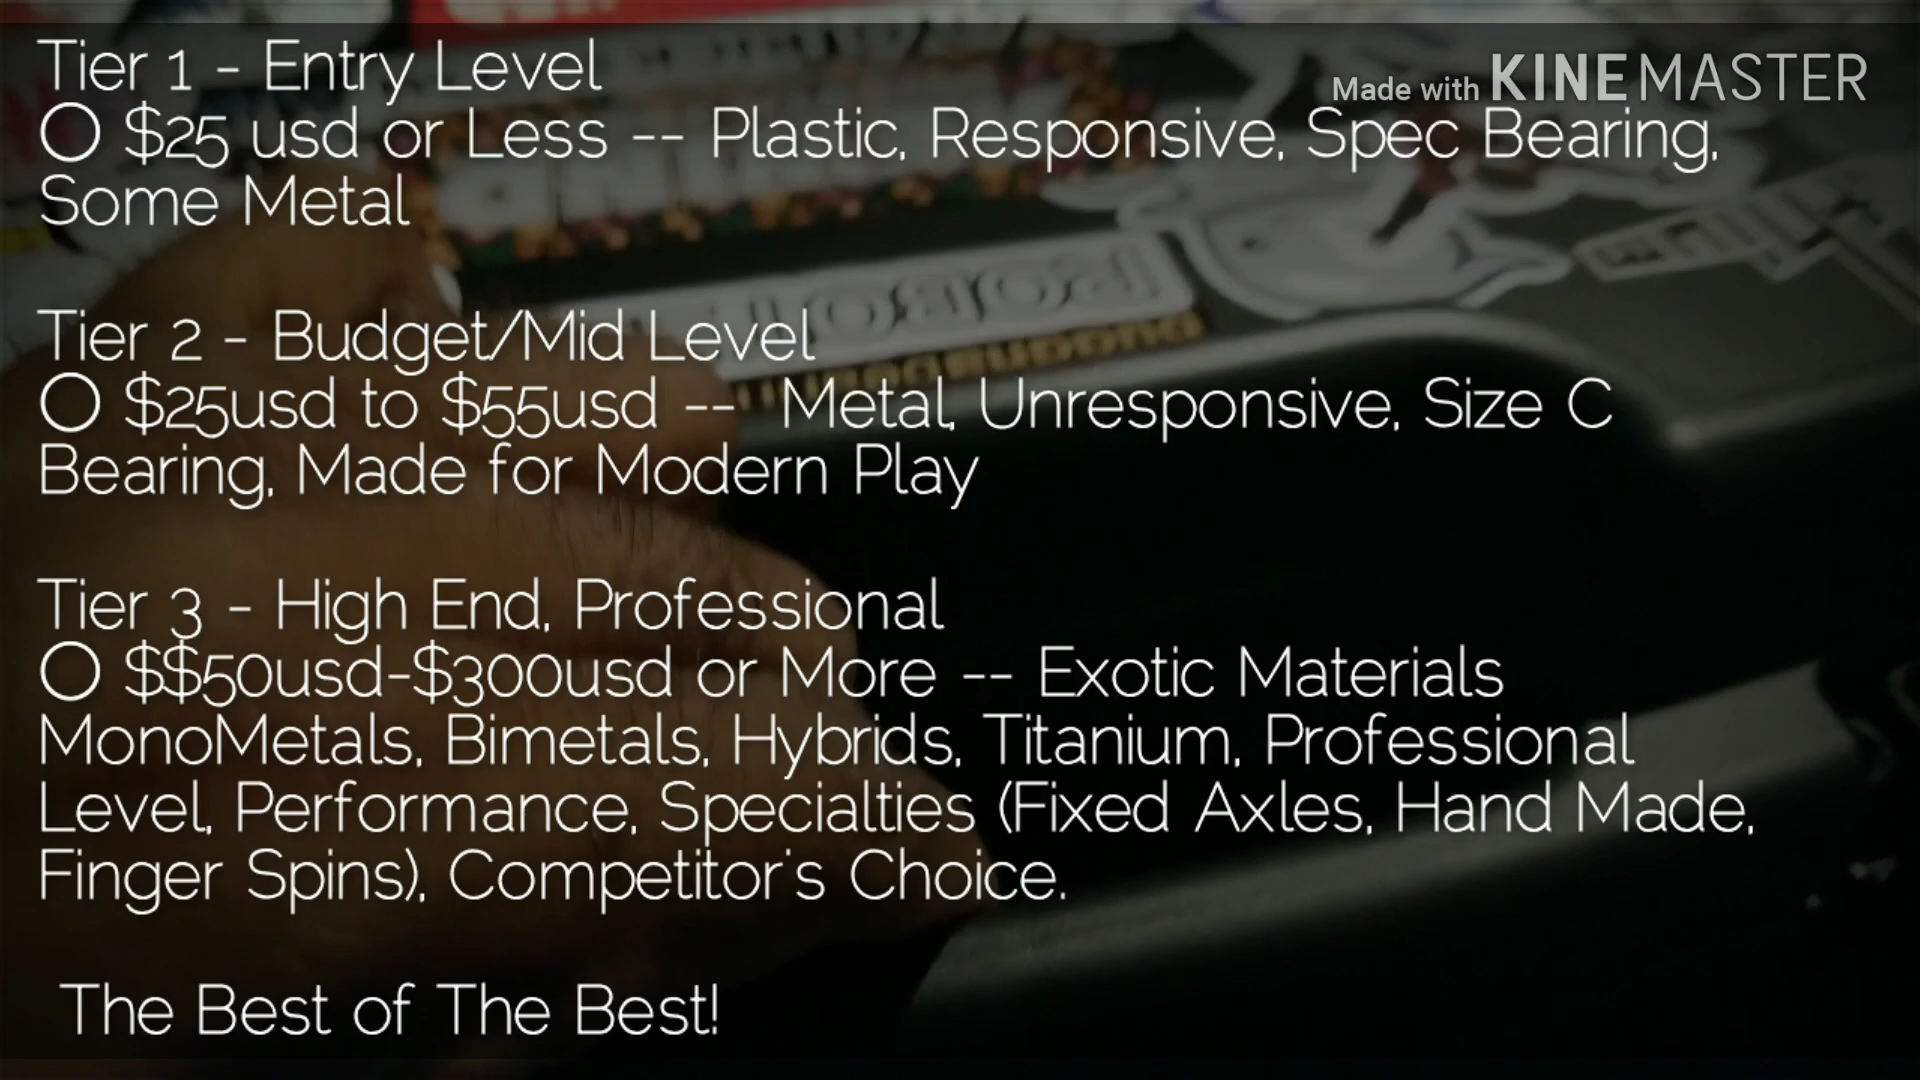 Tier 1 - Entry Level
Made with KINEMASTER
O $25 usd or Less -- Plastic, Responsive, Spec Bearing,
Some Metal
Tier 2 - Budget/Mid Level
O $25usd to $55usd -- Metal, Unresponsive, Size C
Bearing, Made for Modern Play
Tier 3 - High End, Professional
O $$50usd-$300usd or More -- Exotic Materials
MonoMetals, Bimetals, Hybrids, Titanium, Professional
Level, Performance, Specialties (Fixed Axles, Hand Made,
Finger Spins), Competitor's Choice.
The Best of The Best!